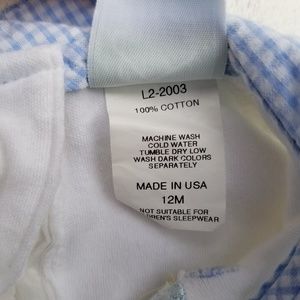 L2-2003
100% COTTON
MACHINE WASH
COLD WATER
TUMBLE DRY LOW
WASH DARK COLORS
SEPARATELY
MADE IN USA
12M
NOT SUITABLE FOR
DREN'S SLEEPWEAR